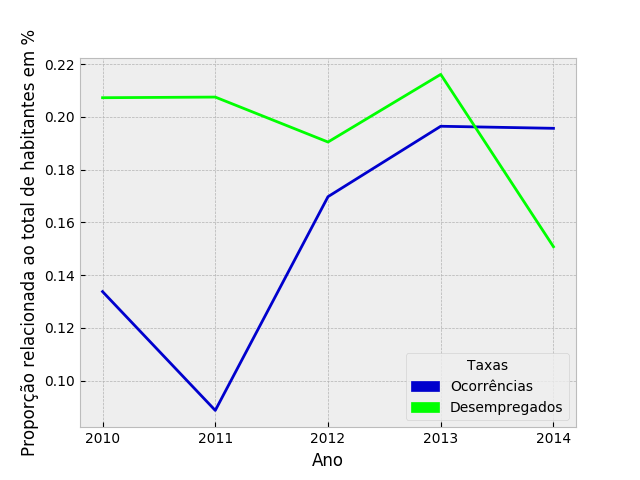 Proporção relacionada ao total de habitantes em %
0.22
0.20
0.18
0.16
0.14
0.12
0.10
2010 2011 2012 2013 2014
Ano
Taxas
Ocorrências
Desempregados